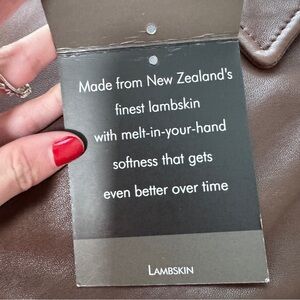 Made from New Zealand's
finest lambskin
with melt-in-your-hand
softness that gets
even better over time
LAMBSKIN